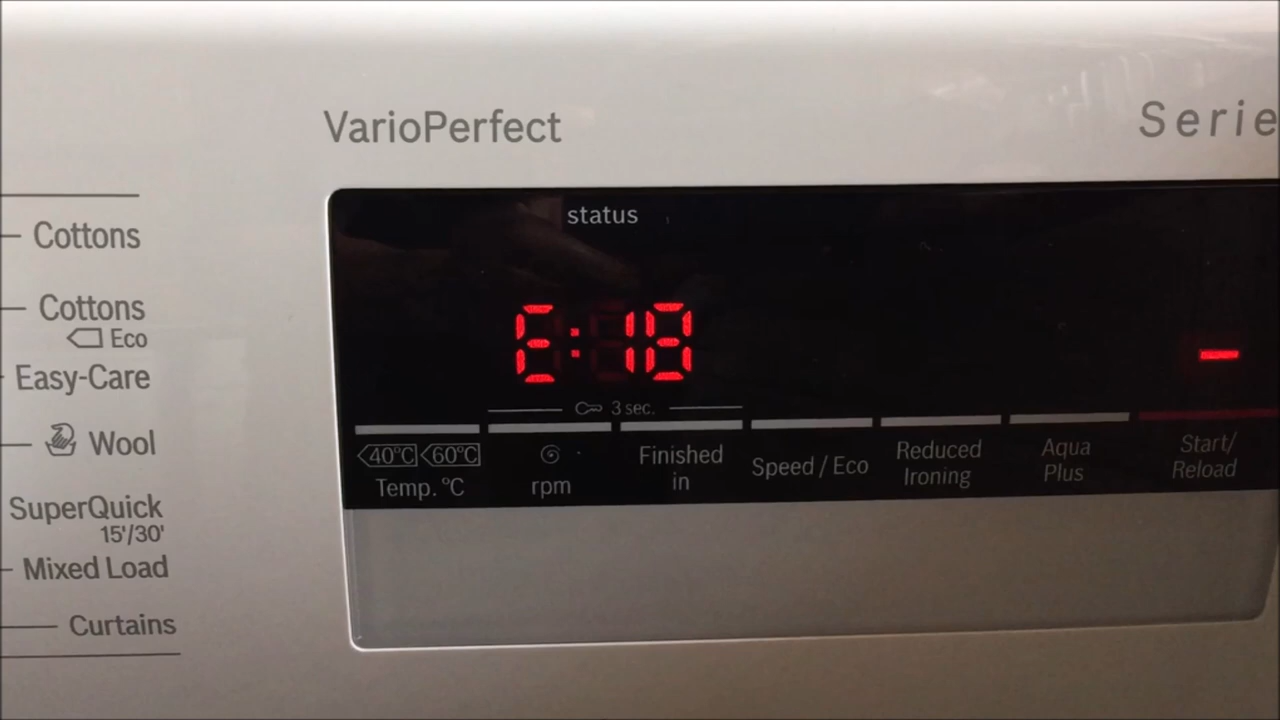 VarioPerfect
Serie
status
Cottons
Cottons
Eco
Easy-Care
Wool
SuperQuick
15'/30'
Mixed Load
Curtains
E:18
3 sec.
40°C 60°C
Temp. °C
rpm
Finished
in
Speed / Eco
Reduced
Ironing
Aqua
Plus
Start/
Reload